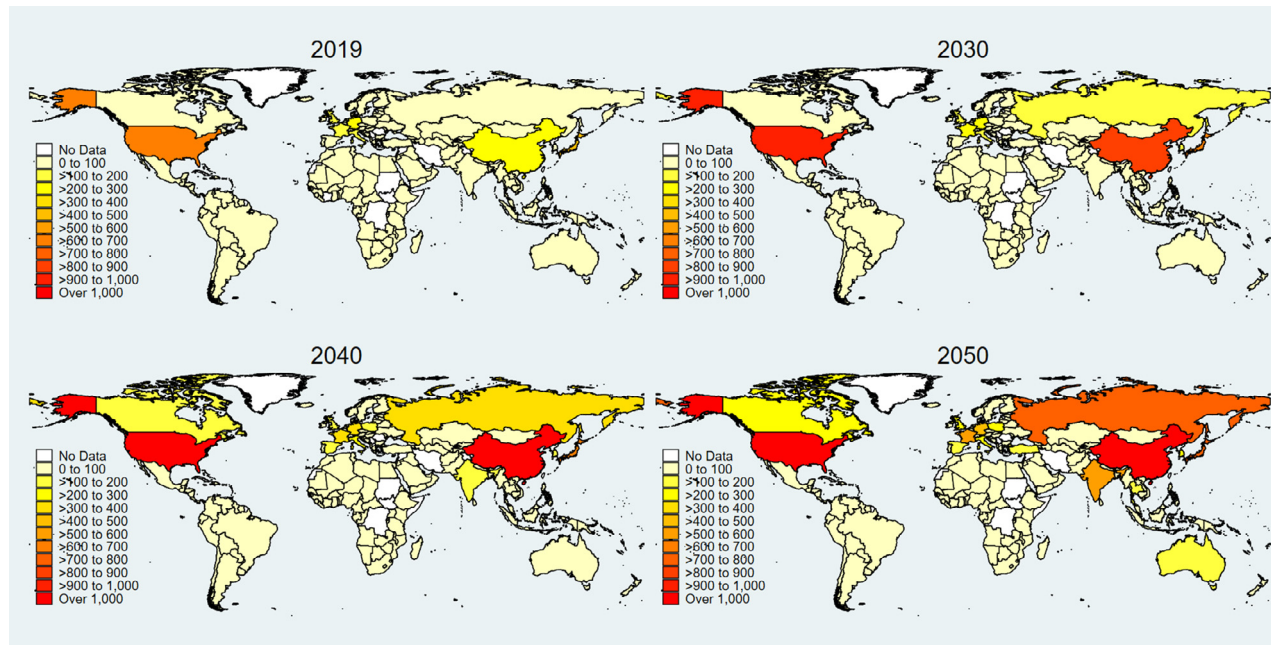 2019
No Data
0 to 100
>100 to 200
>200 to 300
>300 to 400
>400 to 500
>500 to 600
>600 to 700
>700 to 800
>800 to 900
>900 to 1,000
Over 1,000
2030
No Data
0 to 100
>100 to 200
>200 to 300
>300 to 400
>400 to 500
>500 to 600
>600 to 700
>700 to 800
>800 to 900
>900 to 1,000
Over 1,000
2040
No Data
0 to 100
>100 to 200
>200 to 300
>300 to 400
>400 to 500
>500 to 600
>600 to 700
>700 to 800
>800 to 900
>900 to 1,000
Over 1,000
2050
No Data
0 to 100
>100 to 200
>200 to 300
>300 to 400
>400 to 500
>500 to 600
>600 to 700
>700 to 800
>800 to 900
>900 to 1,000
Over 1,000